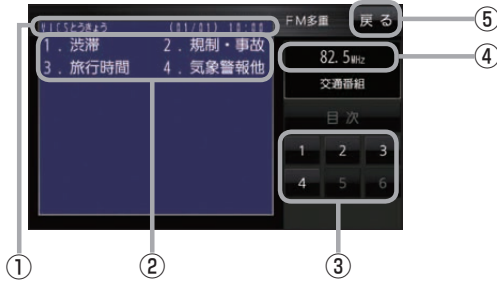 VICSとうきょう (01/01) 10:00 FM多重 戻る ⑤
1．渋滞 2．規制・事故
3．旅行時間 4．気象警報他
82.5MHz ④
交通番組
目次
1 2 3
4 5 6
① ② ③